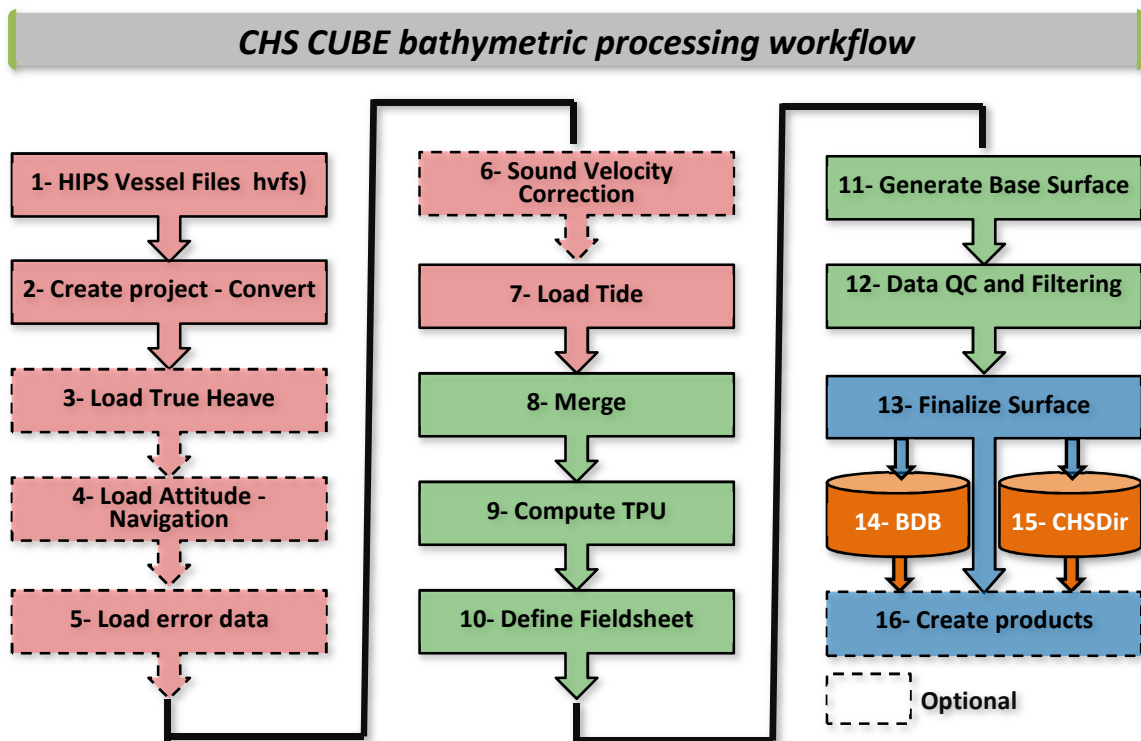 CHS CUBE bathymetric processing workflow
1- HIPS Vessel Files hvfs)
2- Create project - Convert
3- Load True Heave
4- Load Attitude -
Navigation
5- Load error data
6- Sound Velocity
Correction
7- Load Tide
8- Merge
9- Compute TPU
10- Define Fieldsheet
11- Generate Base Surface
12- Data QC and Filtering
13- Finalize Surface
14- BDB
15- CHSDir
16- Create products
Optional